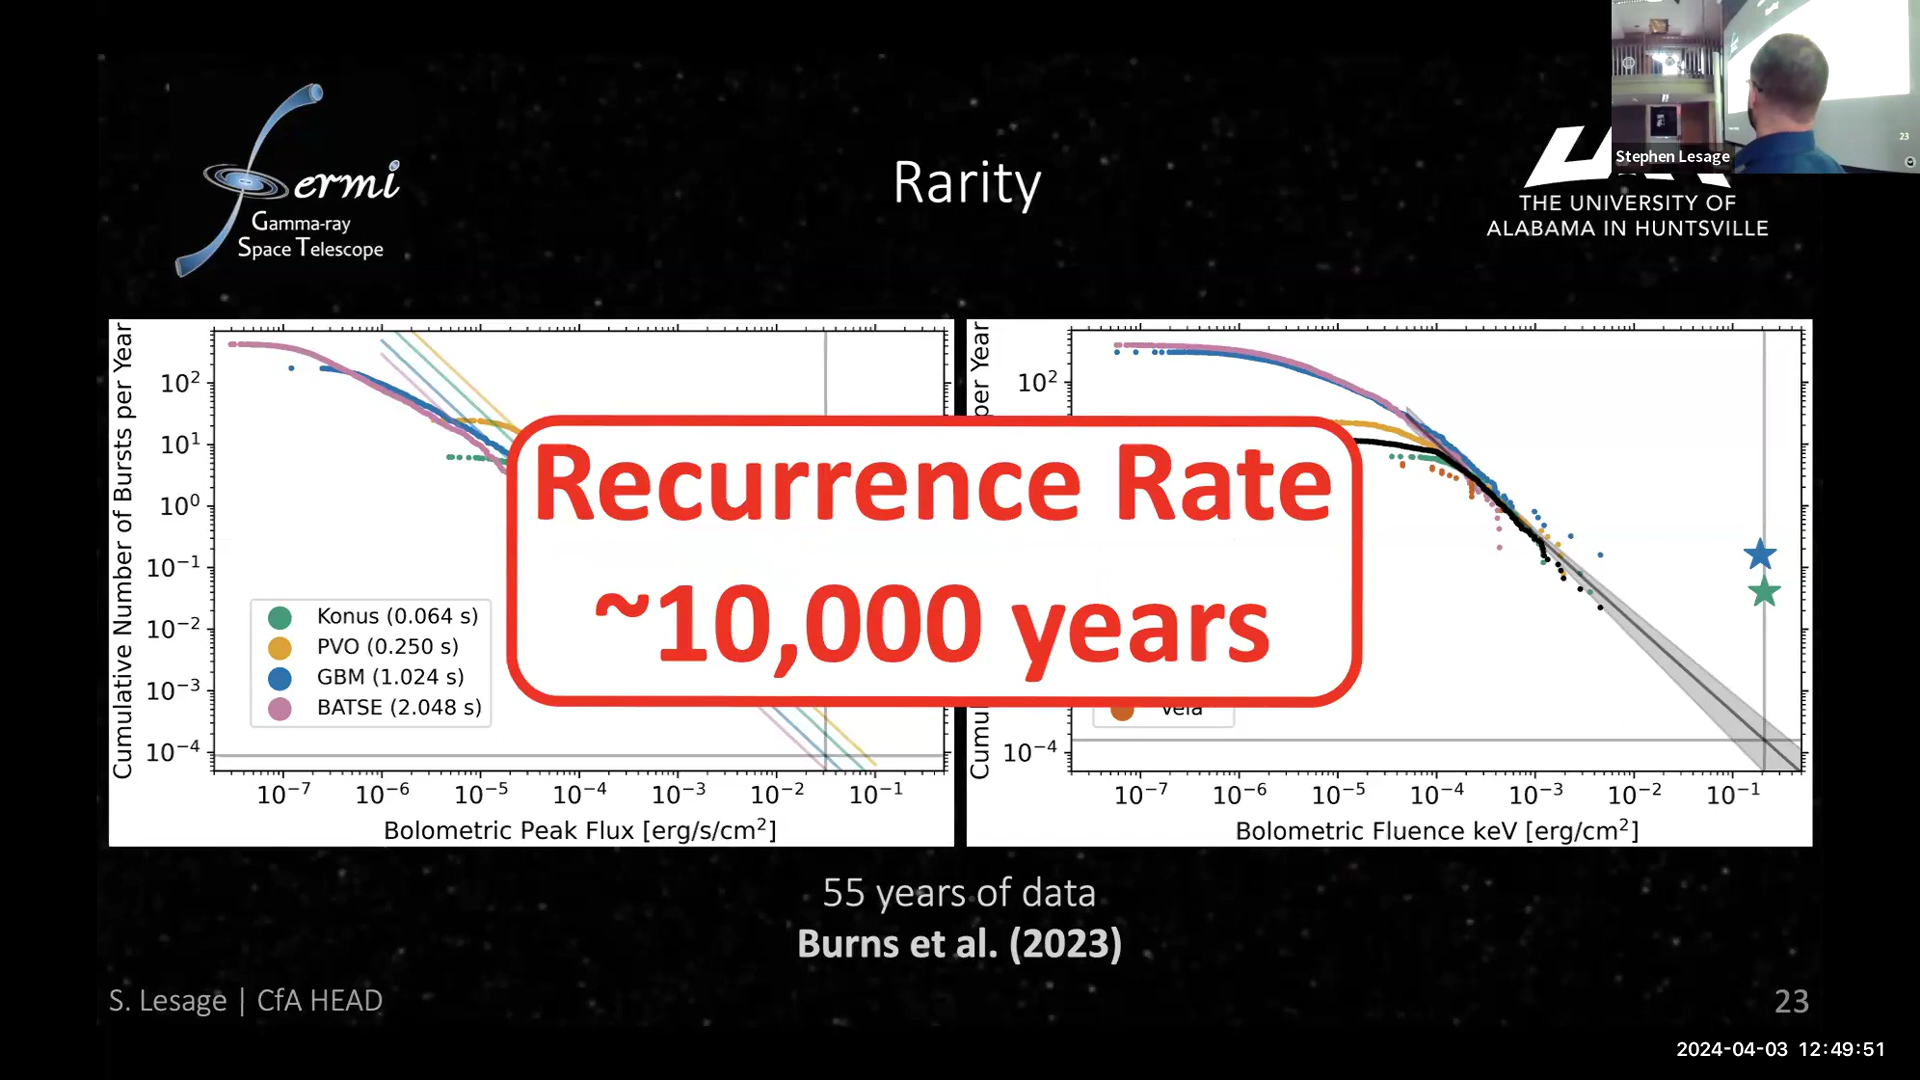 Fermi
Gamma-ray
Space Telescope
Rarity
Stephen Lesage
23
THE UNIVERSITY OF
ALABAMA IN HUNTSVILLE
Cumulative Number of Bursts per Year
10²
10¹
10⁰
10⁻¹
10⁻²
10⁻³
10⁻⁴
Konus (0.064 s)
PVO (0.250 s)
GBM (1.024 s)
BATSE (2.048 s)
10⁻⁷ 10⁻⁶ 10⁻⁵ 10⁻⁴ 10⁻³ 10⁻² 10⁻¹
Bolometric Peak Flux [erg/s/cm²]
Recurrence Rate
~10,000 years
per Year
10²
10⁻⁴
Vela
10⁻⁷ 10⁻⁶ 10⁻⁵ 10⁻⁴ 10⁻³ 10⁻² 10⁻¹
Bolometric Fluence keV [erg/cm²]
55 years of data
Burns et al. (2023)
S. Lesage | CfA HEAD
23
2024-04-03 12:49:51